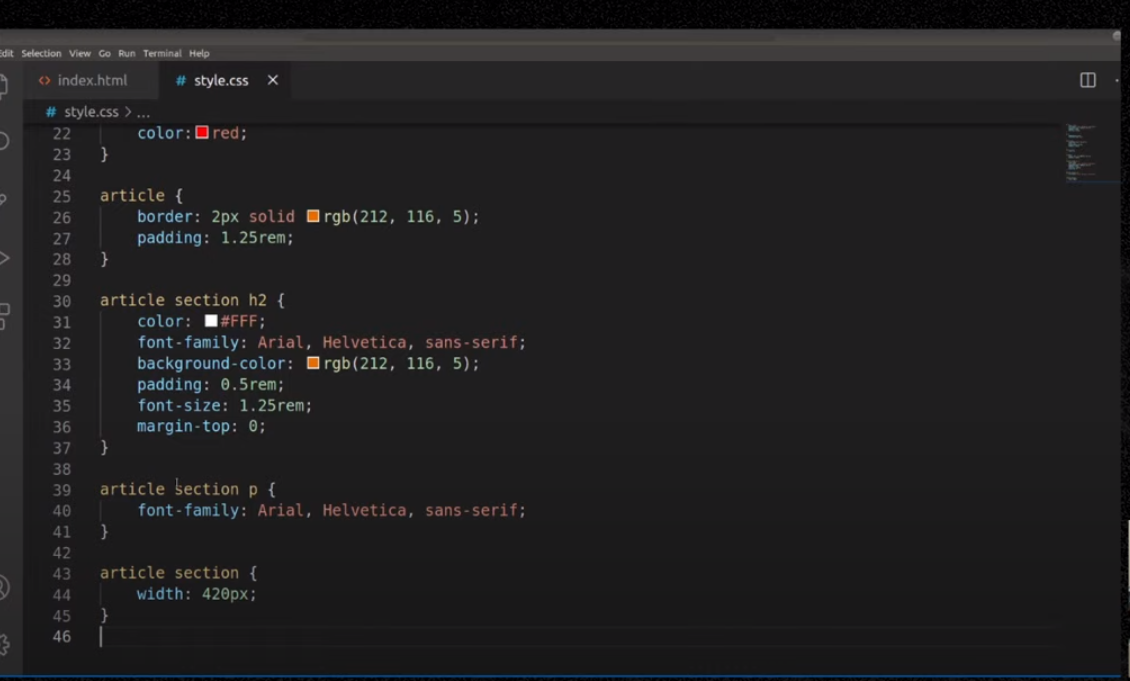 Edit Selection View Go Run Terminal Help
<> index.html # style.css ×
# style.css > ...
22 color: red;
23 }
24
25 article {
26 border: 2px solid rgb(212, 116, 5);
27 padding: 1.25rem;
28 }
29
30 article section h2 {
31 color: #FFF;
32 font-family: Arial, Helvetica, sans-serif;
33 background-color: rgb(212, 116, 5);
34 padding: 0.5rem;
35 font-size: 1.25rem;
36 margin-top: 0;
37 }
38
39 article section p {
40 font-family: Arial, Helvetica, sans-serif;
41 }
42
43 article section {
44 width: 420px;
45 }
46